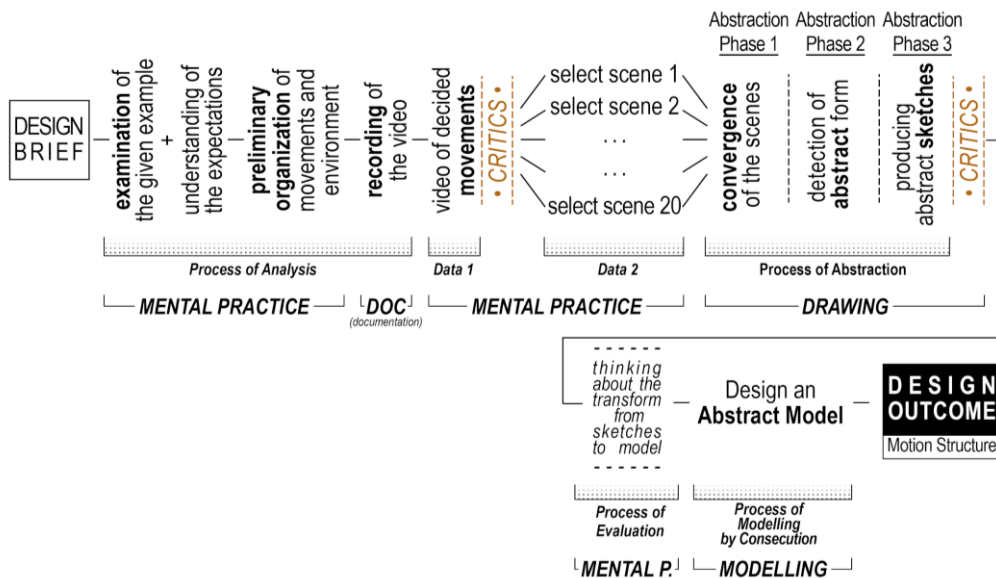 DESIGN
BRIEF
examination of
the given example
+
understanding of
the expectations
preliminary
organization of
movements and
environment
recording of
the video
video of decided
movements
• CRITICS •
select scene 1
select scene 2
...
...
select scene 20
Abstraction
Phase 1
Abstraction
Phase 2
Abstraction
Phase 3
convergence
of the scenes
detection of
abstract form
producing
abstract sketches
• CRITICS •
Process of Analysis
Data 1
Data 2
Process of Abstraction
MENTAL PRACTICE
DOC
(documentation)
MENTAL PRACTICE
DRAWING
thinking
about the
transform
from
sketches
to model
Design an
Abstract Model
DESIGN
OUTCOME
Motion Structure
Process of
Evaluation
Process of
Modelling
by Consecution
MENTAL P.
MODELLING